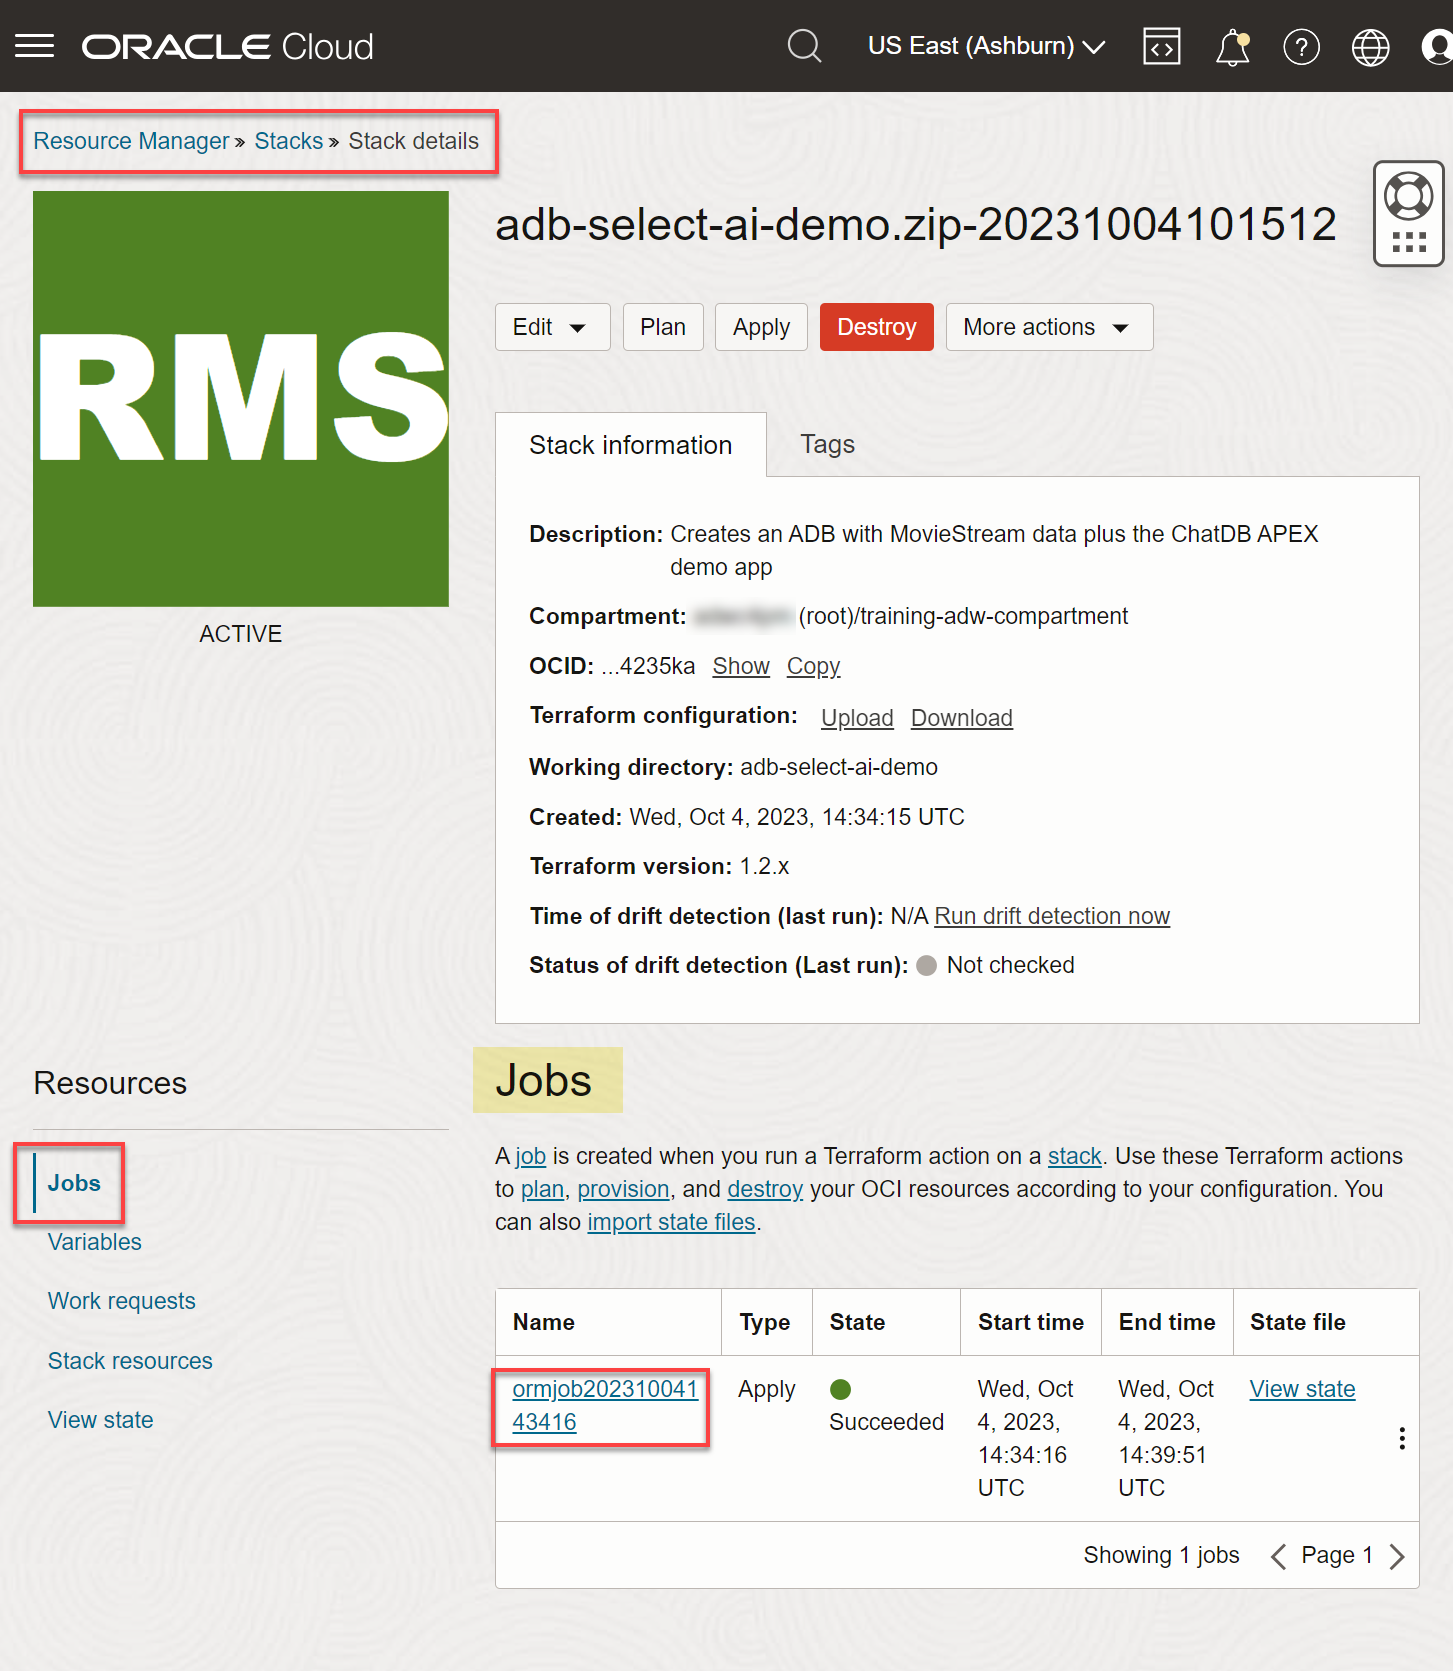 ORACLE Cloud
US East (Ashburn)
Resource Manager » Stacks » Stack details
RMS
ACTIVE
adb-select-ai-demo.zip-20231004101512
Edit Plan Apply Destroy More actions
Stack information Tags
Description: Creates an ADB with MovieStream data plus the ChatDB APEX
demo app
Compartment: (root)/training-adw-compartment
OCID: ...4235ka Show Copy
Terraform configuration: Upload Download
Working directory: adb-select-ai-demo
Created: Wed, Oct 4, 2023, 14:34:15 UTC
Terraform version: 1.2.x
Time of drift detection (last run): N/A Run drift detection now
Status of drift detection (Last run): Not checked
Resources
Jobs
Variables
Work requests
Stack resources
View state
Jobs
A job is created when you run a Terraform action on a stack. Use these Terraform actions
to plan, provision, and destroy your OCI resources according to your configuration. You
can also import state files.
Name Type State Start time End time State file
ormjob202310041
43416
Apply
Succeeded
Wed, Oct
4, 2023,
14:34:16
UTC
Wed, Oct
4, 2023,
14:39:51
UTC
View state
Showing 1 jobs Page 1